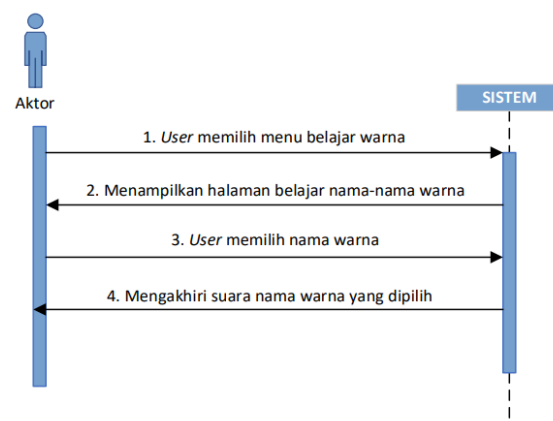 Aktor
SISTEM
1. User memilih menu belajar warna
2. Menampilkan halaman belajar nama-nama warna
3. User memilih nama warna
4. Mengakhiri suara nama warna yang dipilih